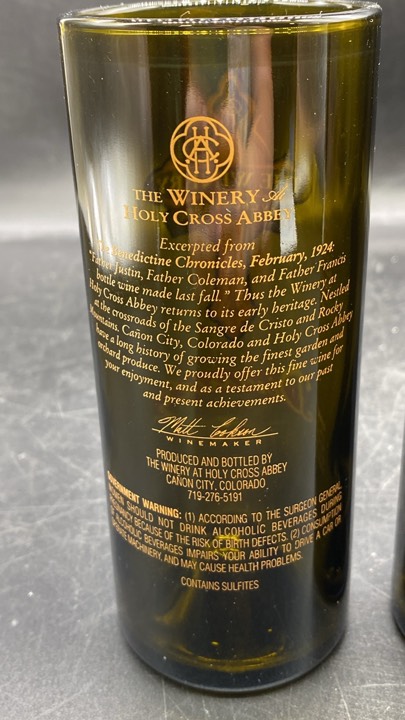 THE WINERY At
HOLY CROSS ABBEY
Excerpted from
Benedictine Chronicles, February, 1924:
"Father Justin, Father Coleman, and Father Francis
bottle wine made last fall." Thus the Winery at
Holy Cross Abbey returns to its early heritage. Nestled
at the crossroads of the Sangre de Cristo and Rocky
Mountains, Cañon City, Colorado and Holy Cross Abbey
have a long history of growing the finest garden and
orchard produce. We proudly offer this fine wine for
your enjoyment, and as a testament to our past
and present achievements.
Matt Cookson
WINEMAKER
PRODUCED AND BOTTLED BY
THE WINERY AT HOLY CROSS ABBEY
CAÑON CITY, COLORADO
719-276-5191
GOVERNMENT WARNING: (1) ACCORDING TO THE SURGEON GENERAL
WOMEN SHOULD NOT DRINK ALCOHOLIC BEVERAGES DURING
PREGNANCY BECAUSE OF THE RISK OF BIRTH DEFECTS. (2) CONSUMPTION
OF ALCOHOLIC BEVERAGES IMPAIRS YOUR ABILITY TO DRIVE A CAR OR
OPERATE MACHINERY, AND MAY CAUSE HEALTH PROBLEMS.
CONTAINS SULFITES